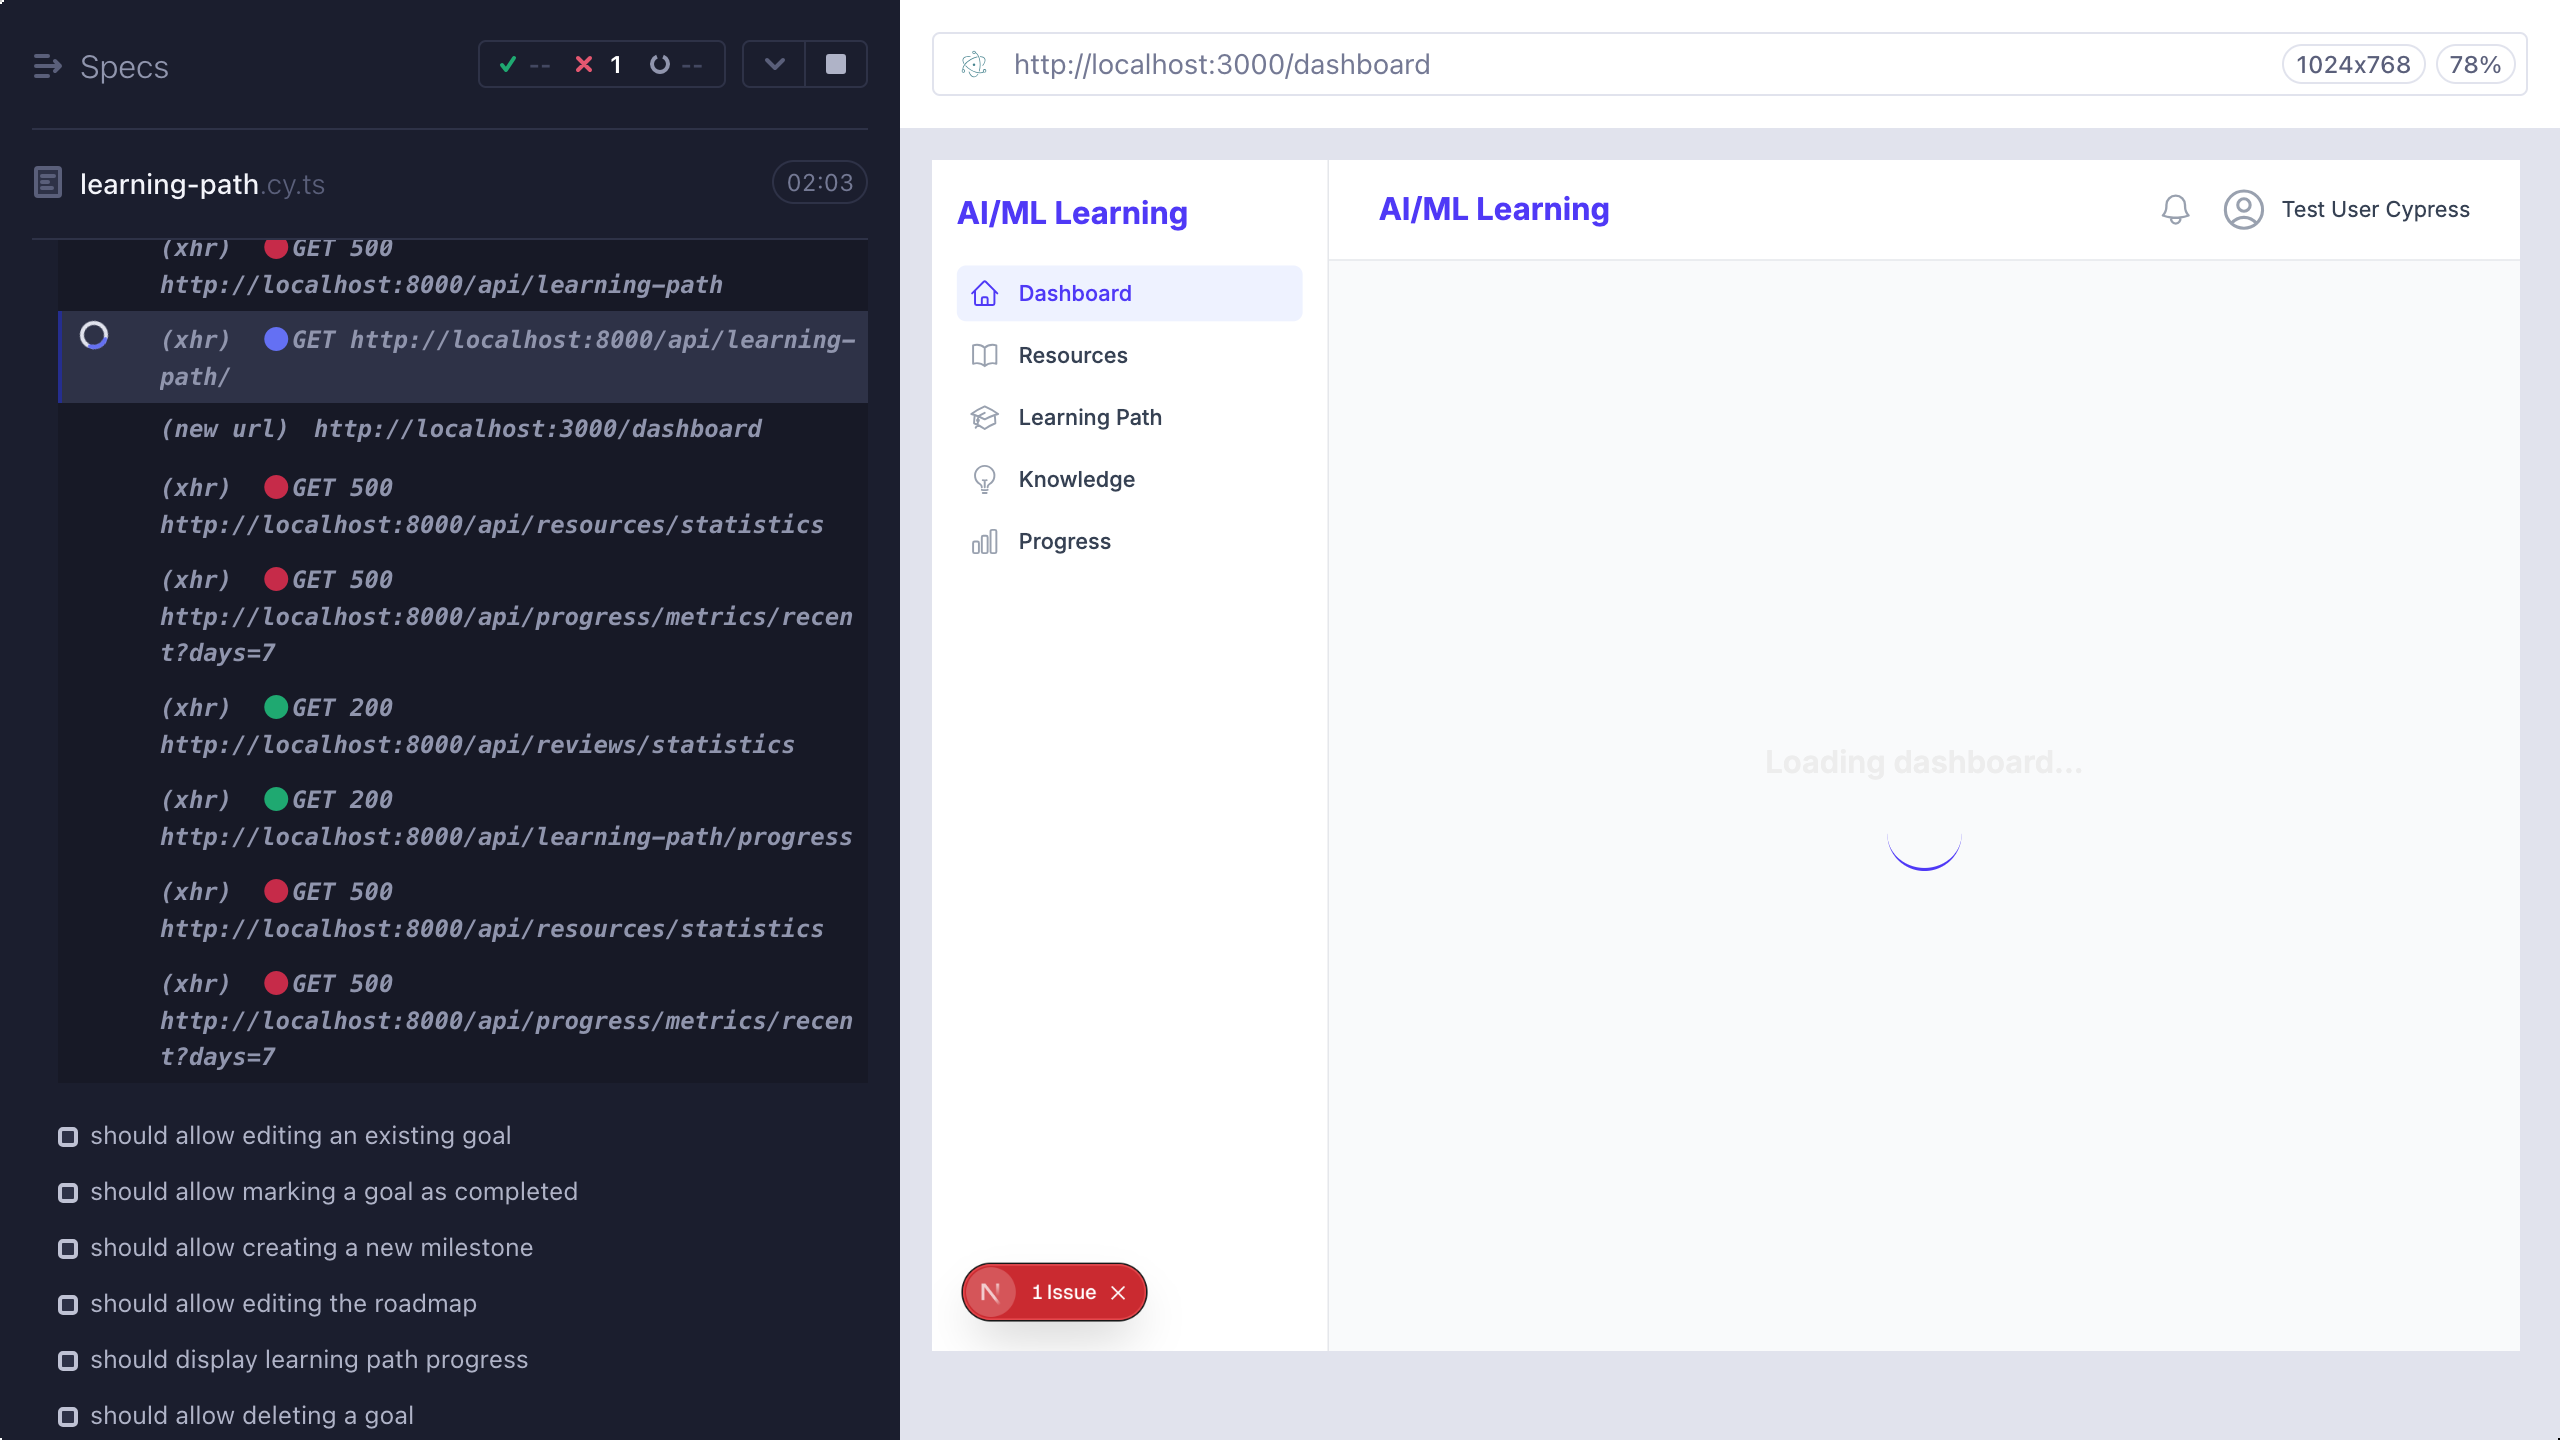 Specs
-- 1 --
learning-path.cy.ts
02:03
(xhr) GET 500
http://localhost:8000/api/learning-path
(xhr) GET http://localhost:8000/api/learning-
path/
(new url) http://localhost:3000/dashboard
(xhr) GET 500
http://localhost:8000/api/resources/statistics
(xhr) GET 500
http://localhost:8000/api/progress/metrics/recen
t?days=7
(xhr) GET 200
http://localhost:8000/api/reviews/statistics
(xhr) GET 200
http://localhost:8000/api/learning-path/progress
(xhr) GET 500
http://localhost:8000/api/resources/statistics
(xhr) GET 500
http://localhost:8000/api/progress/metrics/recen
t?days=7
should allow editing an existing goal
should allow marking a goal as completed
should allow creating a new milestone
should allow editing the roadmap
should display learning path progress
should allow deleting a goal
http://localhost:3000/dashboard
1024x768
78%
AI/ML Learning
Dashboard
Resources
Learning Path
Knowledge
Progress
N 1 Issue
AI/ML Learning
Test User Cypress
Loading dashboard...